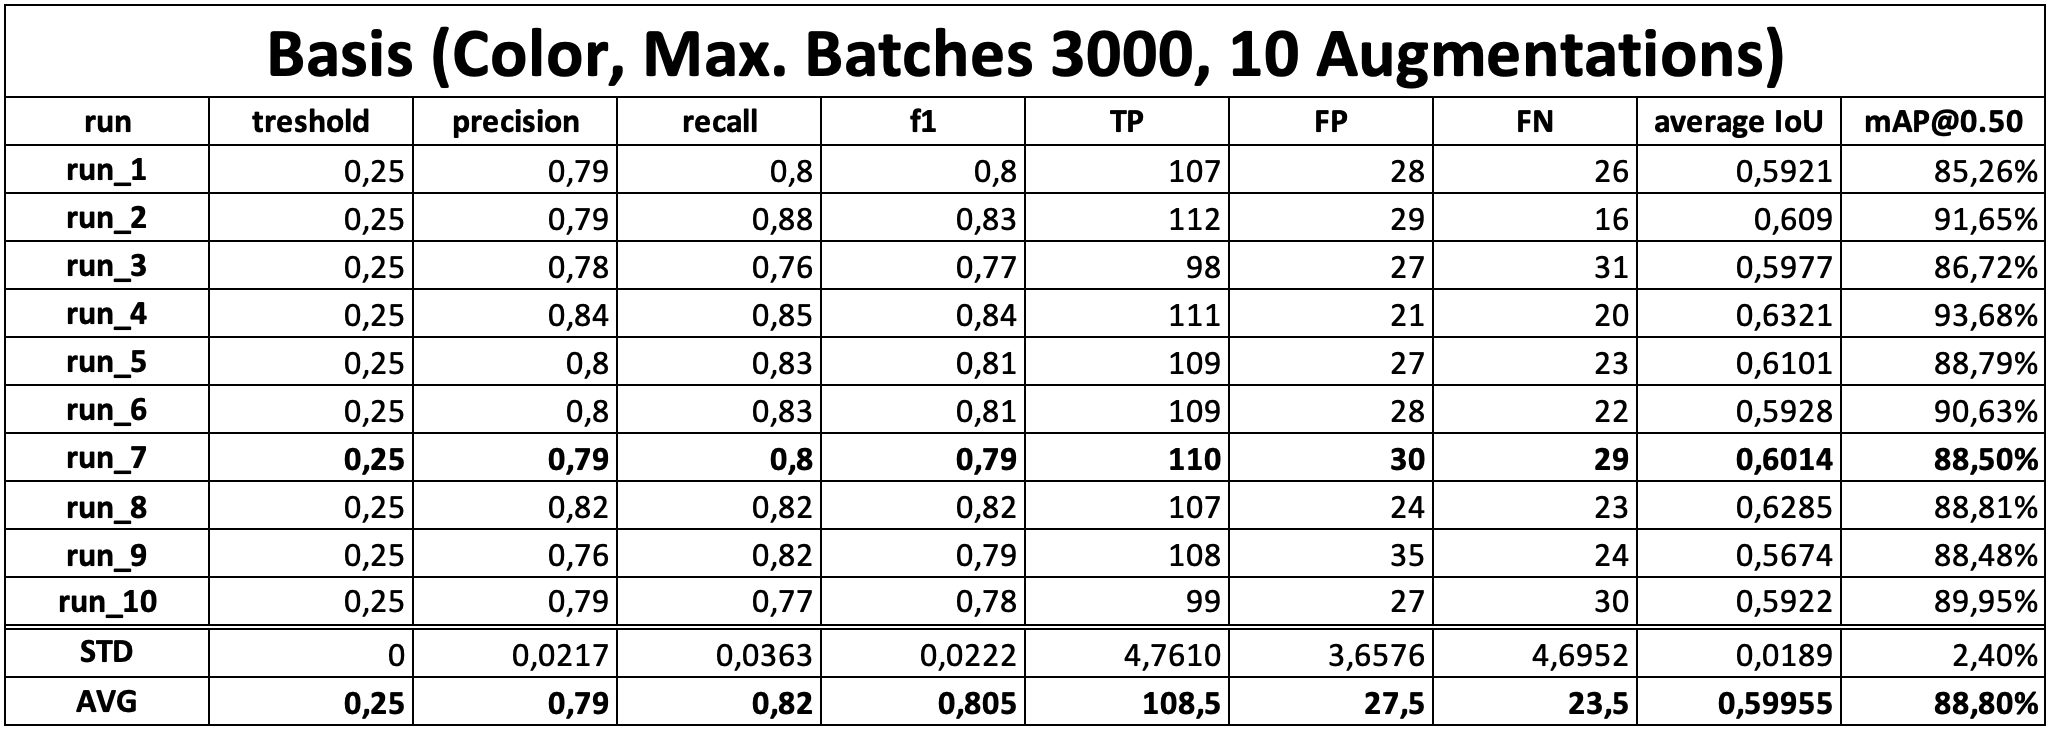 Basis (Color, Max. Batches 3000, 10 Augmentations)
run treshold precision recall f1 TP FP FN average IoU mAP@0.50
run_1 0,25 0,79 0,8 0,8 107 28 26 0,5921 85,26%
run_2 0,25 0,79 0,88 0,83 112 29 16 0,609 91,65%
run_3 0,25 0,78 0,76 0,77 98 27 31 0,5977 86,72%
run_4 0,25 0,84 0,85 0,84 111 21 20 0,6321 93,68%
run_5 0,25 0,8 0,83 0,81 109 27 23 0,6101 88,79%
run_6 0,25 0,8 0,83 0,81 109 28 22 0,5928 90,63%
run_7 0,25 0,79 0,8 0,79 110 30 29 0,6014 88,50%
run_8 0,25 0,82 0,82 0,82 107 24 23 0,6285 88,81%
run_9 0,25 0,76 0,82 0,79 108 35 24 0,5674 88,48%
run_10 0,25 0,79 0,77 0,78 99 27 30 0,5922 89,95%
STD 0 0,0217 0,0363 0,0222 4,7610 3,6576 4,6952 0,0189 2,40%
AVG 0,25 0,79 0,82 0,805 108,5 27,5 23,5 0,59955 88,80%